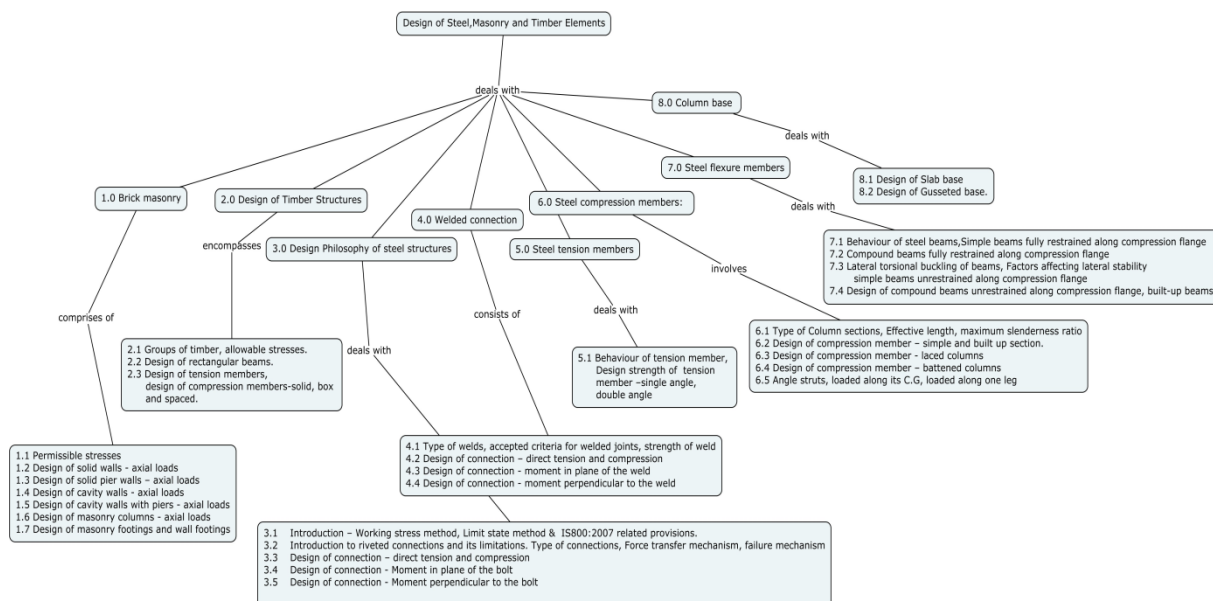 Design of Steel,Masonry and Timber Elements
deals with
8.0 Column base
deals with
8.1 Design of Slab base
8.2 Design of Gusseted base.
7.0 Steel flexure members
deals with
7.1 Behaviour of steel beams,Simple beams fully restrained along compression flange
7.2 Compound beams fully restrained along compression flange
7.3 Lateral torsional buckling of beams, Factors affecting lateral stability
simple beams unrestrained along compression flange
7.4 Design of compound beams unrestrained along compression flange, built-up beams
1.0 Brick masonry
comprises of
1.1 Permissible stresses
1.2 Design of solid walls - axial loads
1.3 Design of solid pier walls – axial loads
1.4 Design of cavity walls - axial loads
1.5 Design of cavity walls with piers - axial loads
1.6 Design of masonry columns - axial loads
1.7 Design of masonry footings and wall footings
2.0 Design of Timber Structures
encompasses
2.1 Groups of timber, allowable stresses.
2.2 Design of rectangular beams.
2.3 Design of tension members,
design of compression members-solid, box
and spaced.
3.0 Design Philosophy of steel structures
deals with
3.1 Introduction – Working stress method, Limit state method & IS800:2007 related provisions.
3.2 Introduction to riveted connections and its limitations. Type of connections, Force transfer mechanism, failure mechanism
3.3 Design of connection – direct tension and compression
3.4 Design of connection - Moment in plane of the bolt
3.5 Design of connection - Moment perpendicular to the bolt
4.0 Welded connection
consists of
4.1 Type of welds, accepted criteria for welded joints, strength of weld
4.2 Design of connection – direct tension and compression
4.3 Design of connection - moment in plane of the weld
4.4 Design of connection - moment perpendicular to the weld
5.0 Steel tension members
deals with
5.1 Behaviour of tension member,
Design strength of tension
member –single angle,
double angle
6.0 Steel compression members:
involves
6.1 Type of Column sections, Effective length, maximum slenderness ratio
6.2 Design of compression member – simple and built up section.
6.3 Design of compression member - laced columns
6.4 Design of compression member – battened columns
6.5 Angle struts, loaded along its C.G, loaded along one leg